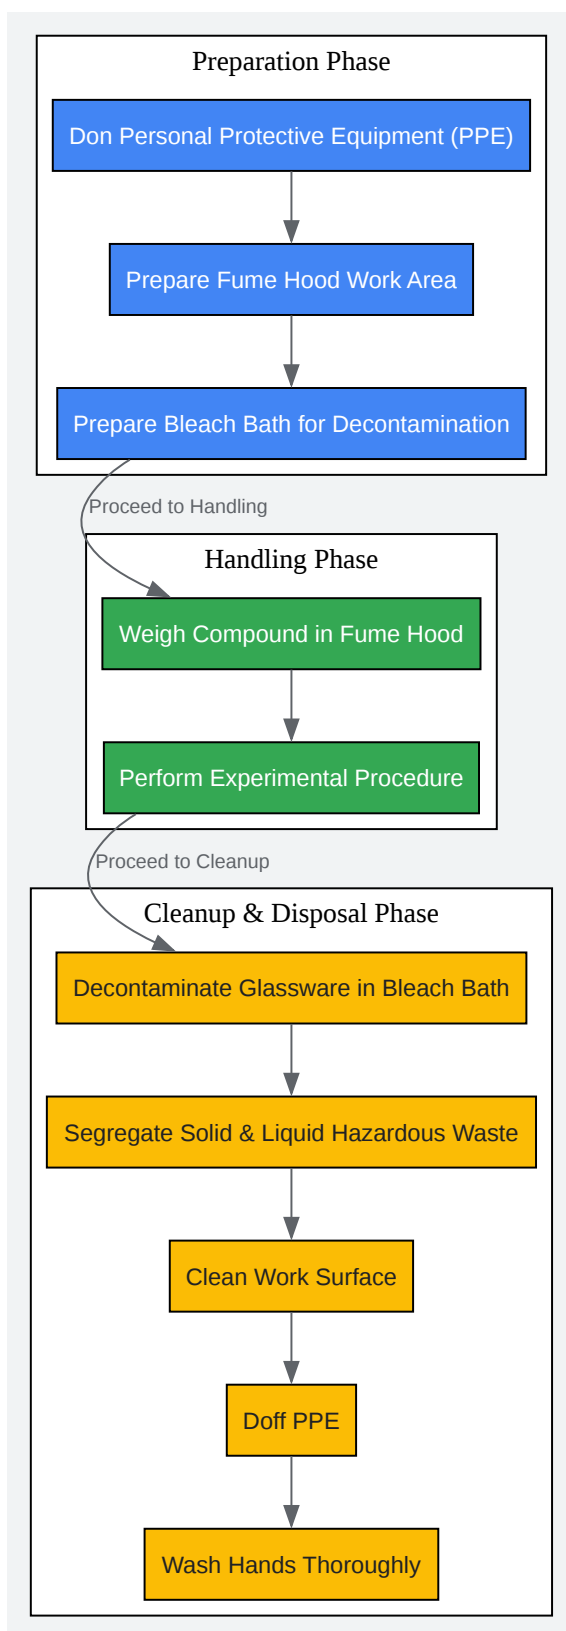 Preparation Phase
Don Personal Protective Equipment (PPE)
Prepare Fume Hood Work Area
Prepare Bleach Bath for Decontamination
Proceed to Handling
Handling Phase
Weigh Compound in Fume Hood
Perform Experimental Procedure
Proceed to Cleanup
Cleanup & Disposal Phase
Decontaminate Glassware in Bleach Bath
Segregate Solid & Liquid Hazardous Waste
Clean Work Surface
Doff PPE
Wash Hands Thoroughly